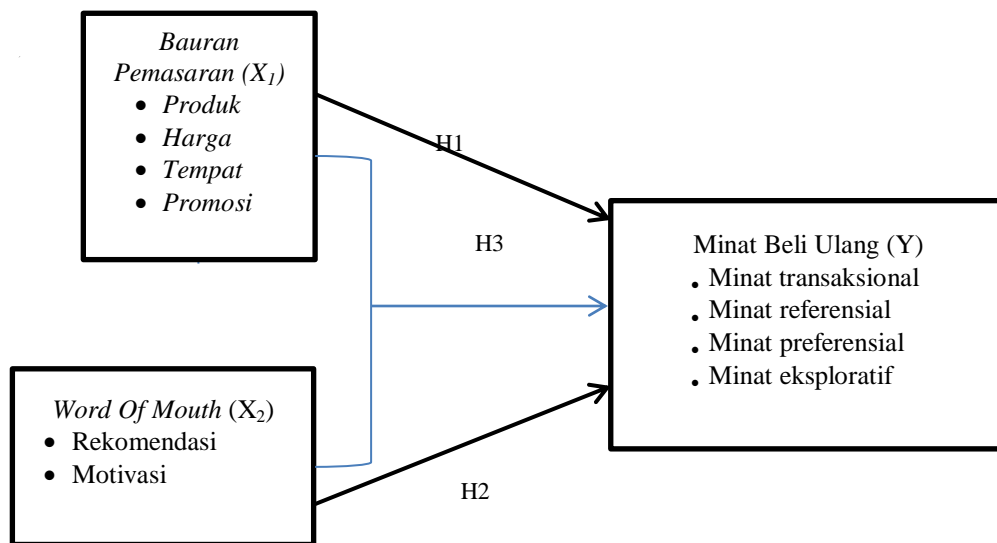 Bauran
Pemasaran (X₁)
• Produk
• Harga
• Tempat
• Promosi
H1
H3
Minat Beli Ulang (Y)
. Minat transaksional
. Minat referensial
. Minat preferensial
. Minat eksploratif
Word Of Mouth (X₂)
• Rekomendasi
• Motivasi
H2